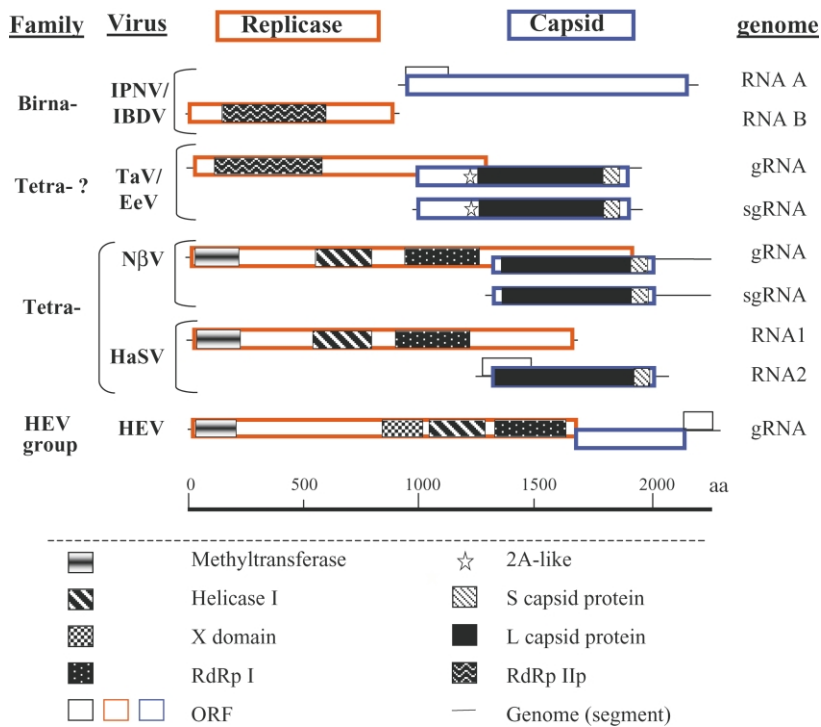 Family Virus Replicase Capsid genome
Birna- IPNV/ IBDV RNA A
RNA B
Tetra- ? TaV/ EeV gRNA
sgRNA
Tetra- NβV gRNA
sgRNA
HaSV RNA1
RNA2
HEV group HEV gRNA
0 500 1000 1500 2000 aa
Methyltransferase 2A-like
Helicase I S capsid protein
X domain L capsid protein
RdRp I RdRp IIp
ORF Genome (segment)